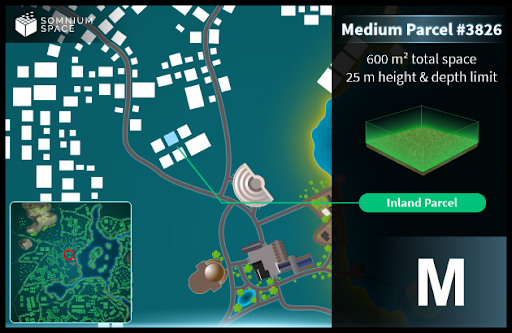 SOMNIUM
SPACE
Medium Parcel #3826
600 m² total space
25 m height & depth limit
Inland Parcel
M